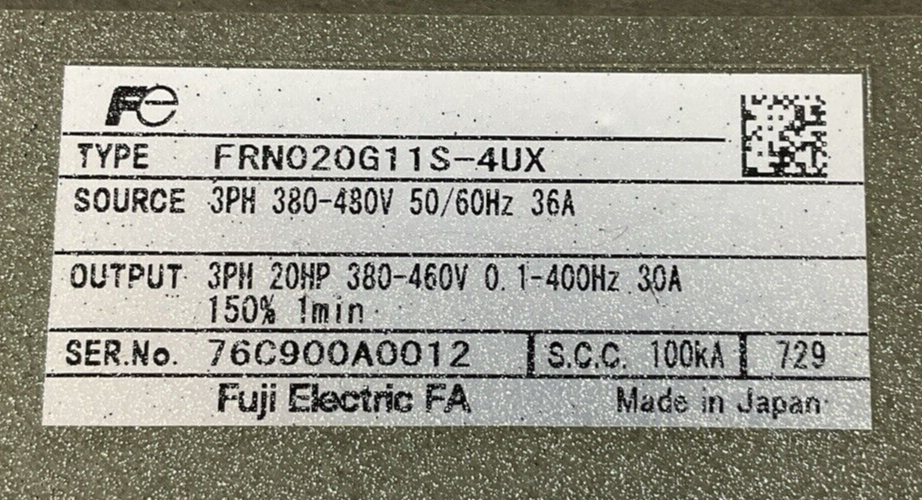 Fe
TYPE FRN020G11S-4UX
SOURCE 3PH 380-480V 50/60Hz 36A
OUTPUT 3PH 20HP 380-460V 0.1-400Hz 30A
150% 1min
SER.No. 76C900A0012 S.C.C. 100kA 729
Fuji Electric FA Made in Japan